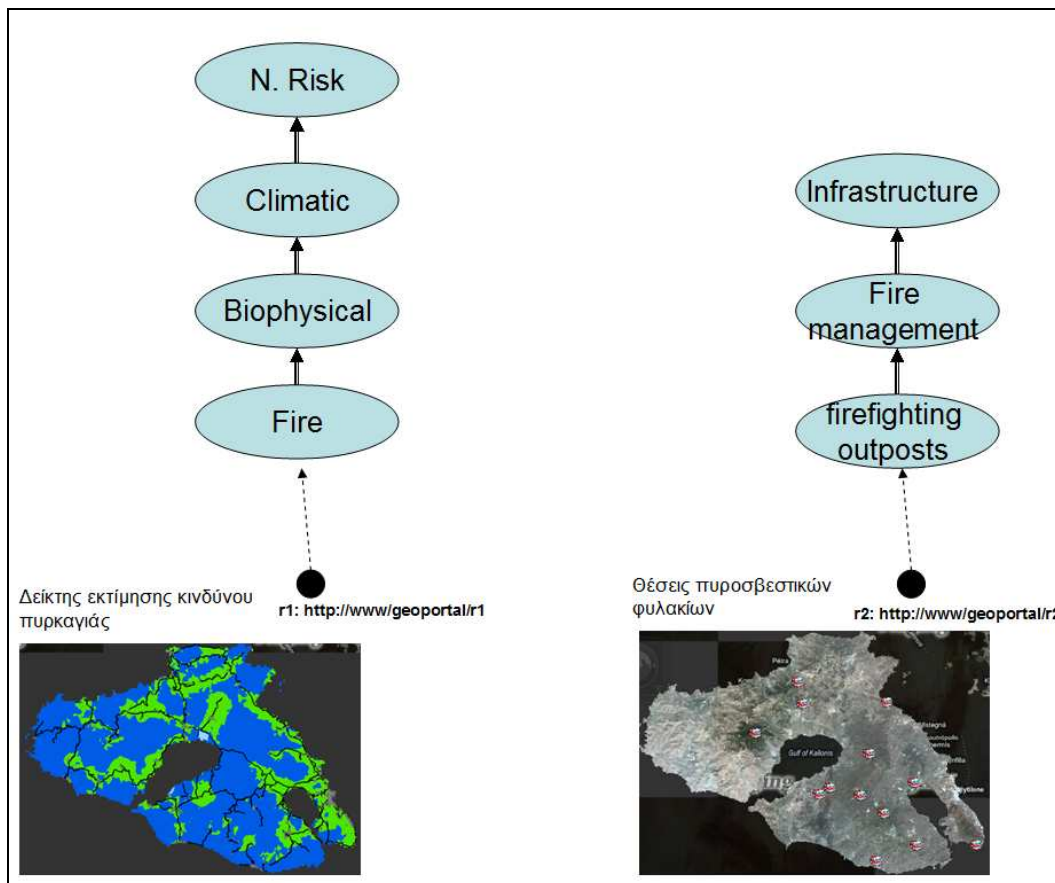 N. Risk
Climatic
Biophysical
Fire
Δείκτης εκτίμησης κινδύνου
πυρκαγιάς
r1: http://www/geoportal/r1
Infrastructure
Fire
management
firefighting
outposts
Θέσεις πυροσβεστικών
φυλακίων
r2: http://www/geoportal/r2
Gulf of Kallonis